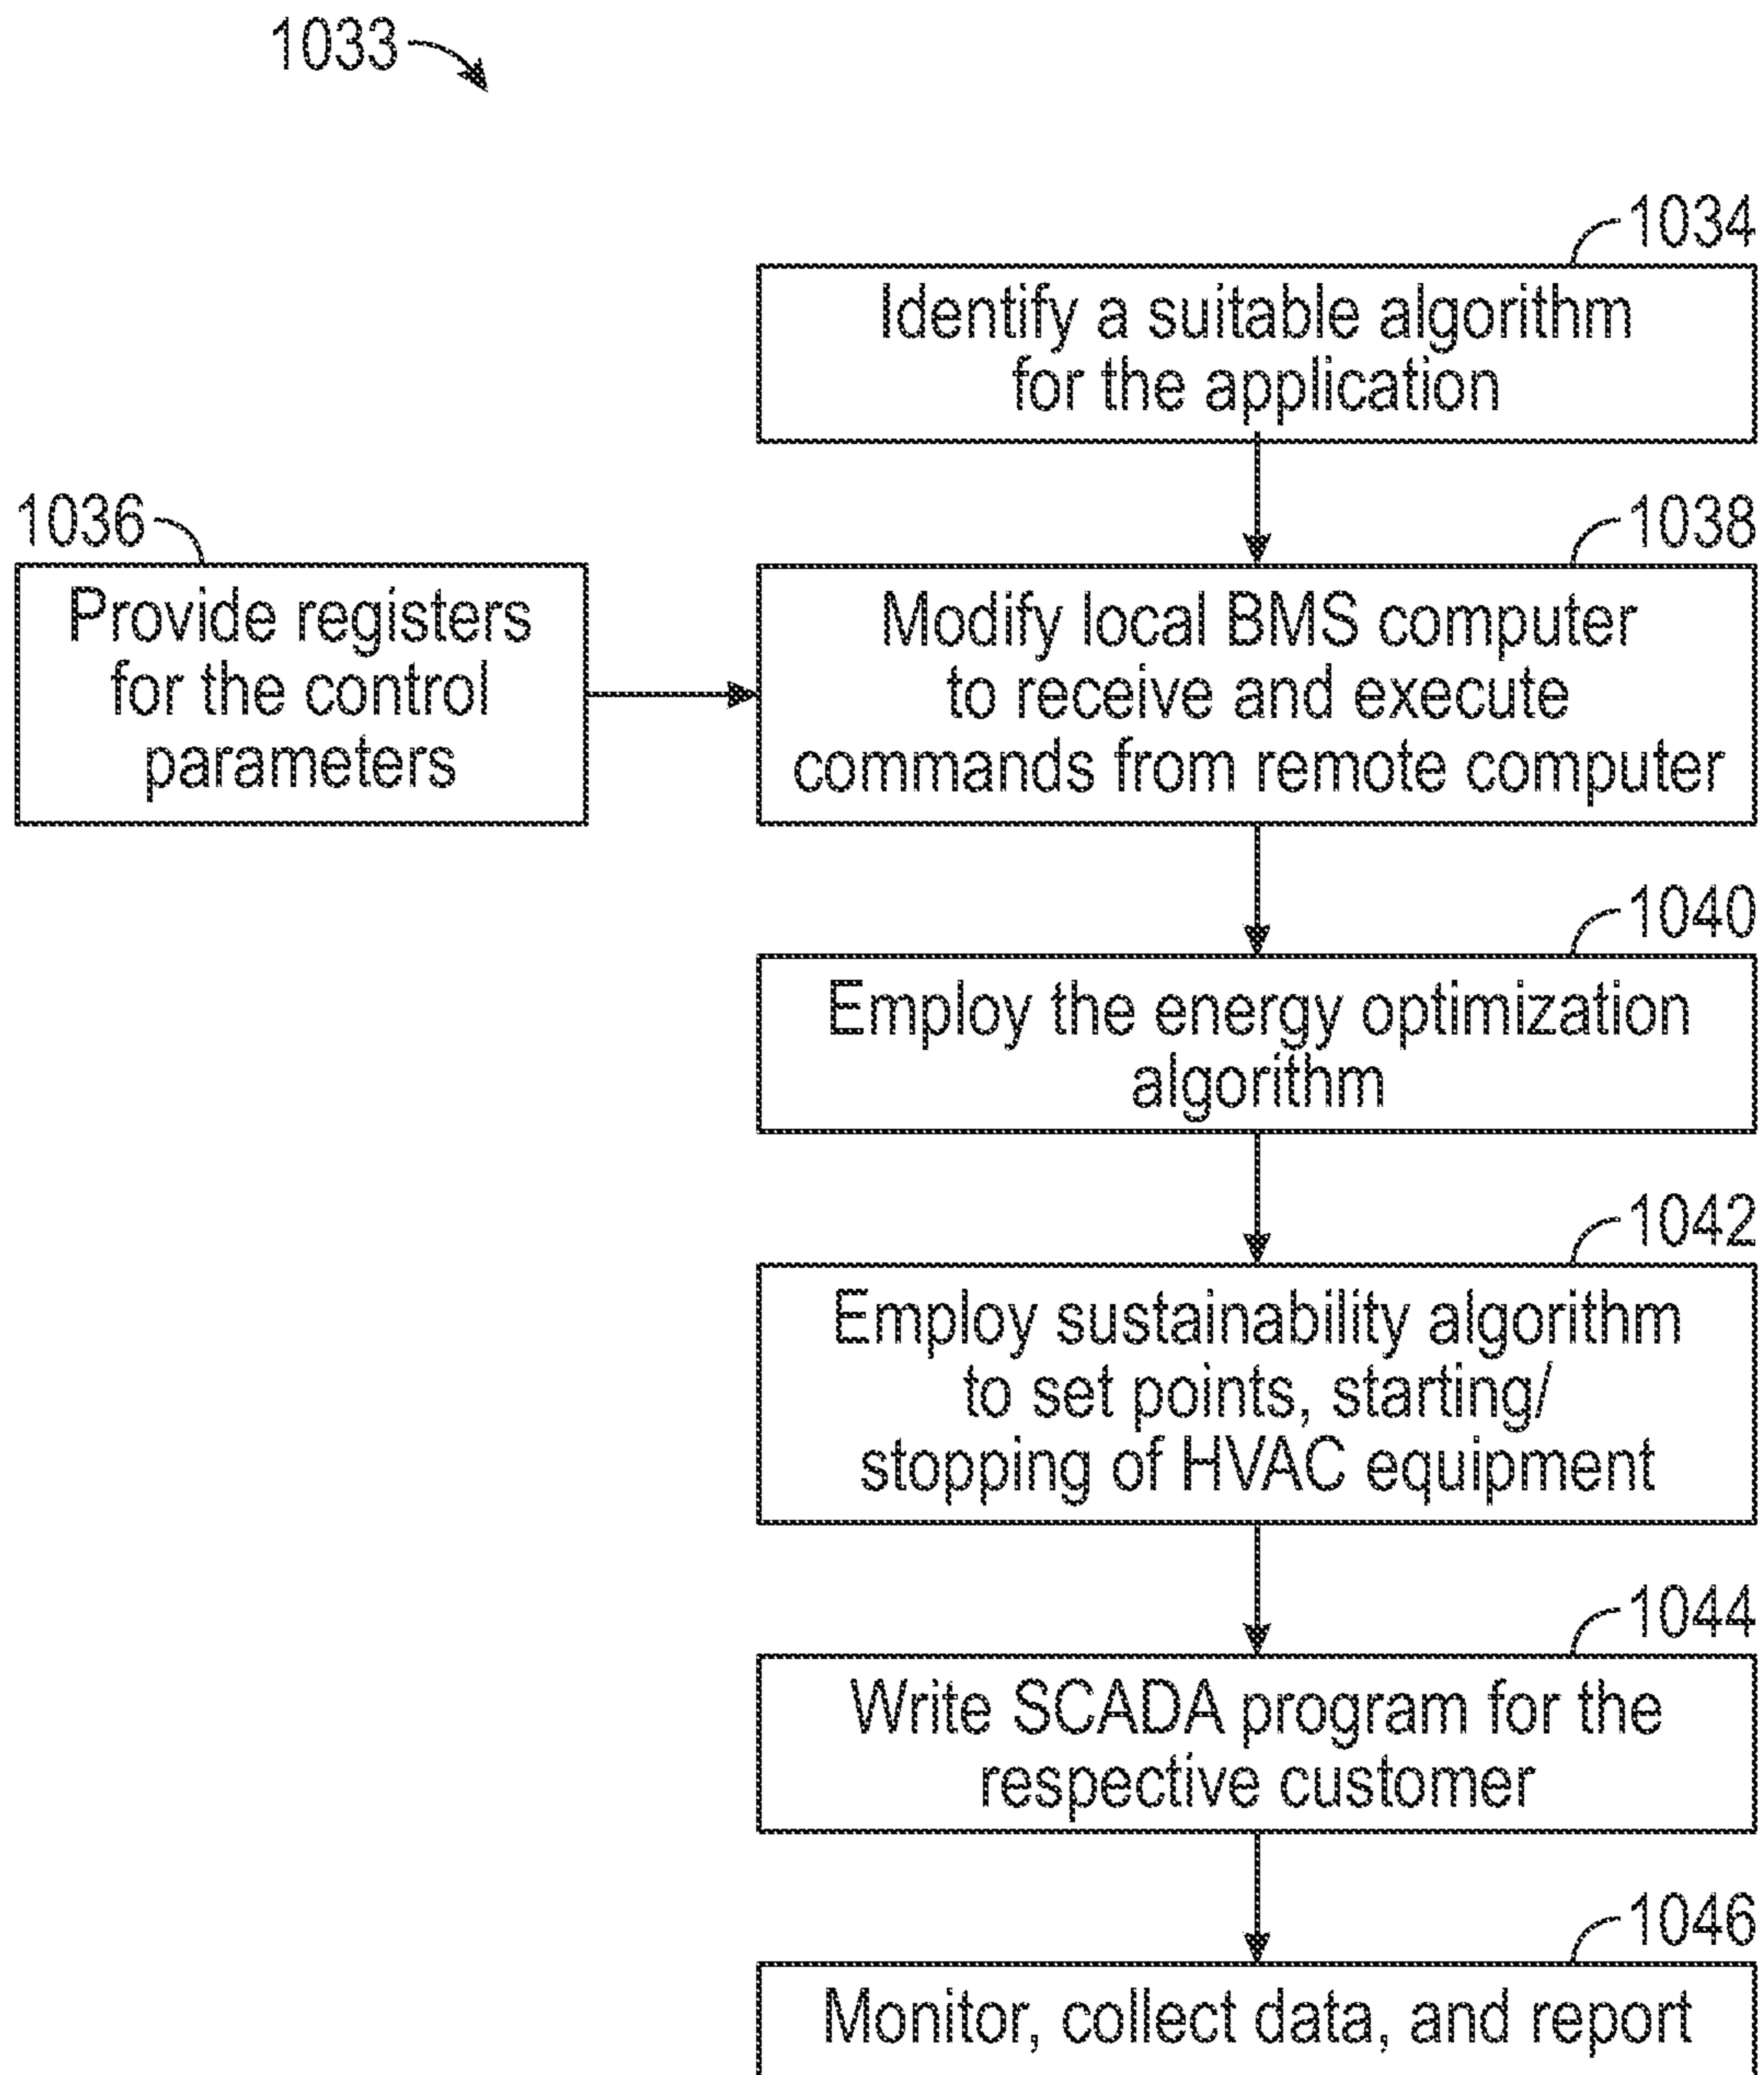 1033
1034
Identify a suitable algorithm
for the application
1036
Provide registers
for the control
parameters
1038
Modify local BMS computer
to receive and execute
commands from remote computer
1040
Employ the energy optimization
algorithm
1042
Employ sustainability algorithm
to set points, starting/
stopping of HVAC equipment
1044
Write SCADA program for the
respective customer
1046
Monitor, collect data, and report